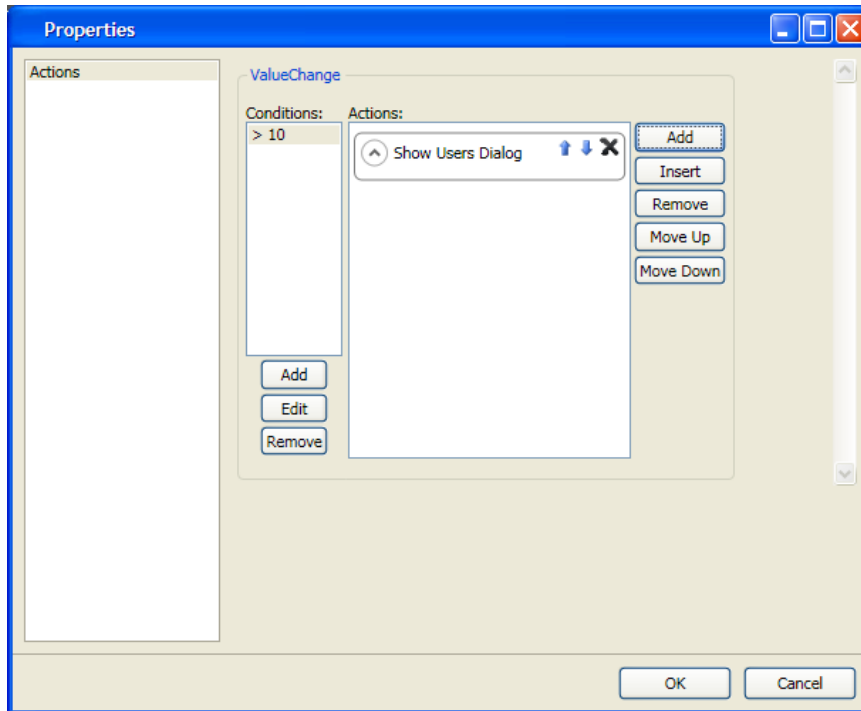 Properties
Actions
ValueChange
Conditions:
Actions:
> 10
Show Users Dialog
Add
Insert
Remove
Move Up
Move Down
Add
Edit
Remove
OK
Cancel